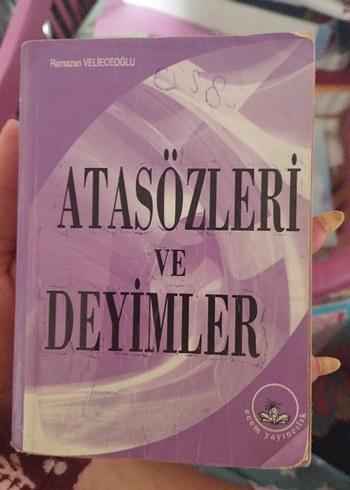 Ramazan VELİECEOĞLU
ATASÖZLERİ
VE
DEYİMLER
ecem yayıncılık